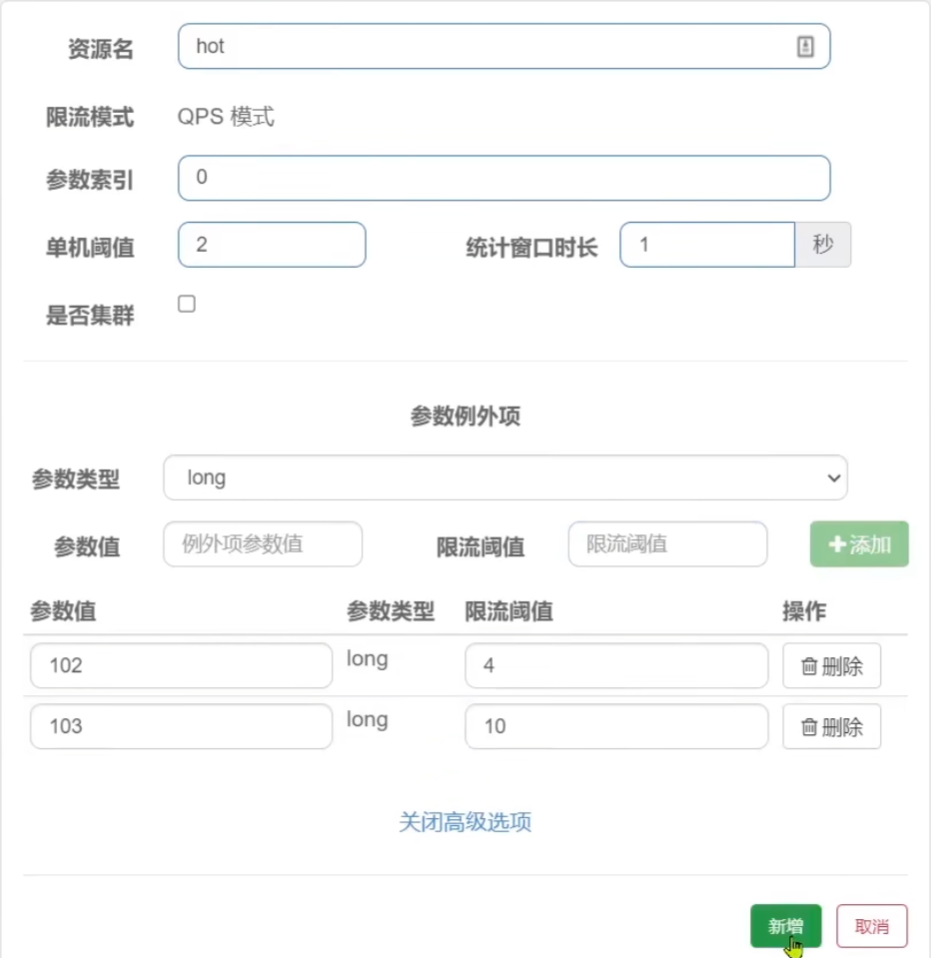 资源名 hot
限流模式 QPS 模式
参数索引 0
单机阈值 2 统计窗口时长 1 秒
是否集群
参数例外项
参数类型 long
参数值 例外项参数值 限流阈值 限流阈值 +添加
参数值 参数类型 限流阈值 操作
102 long 4 删除
103 long 10 删除
关闭高级选项
新增 取消